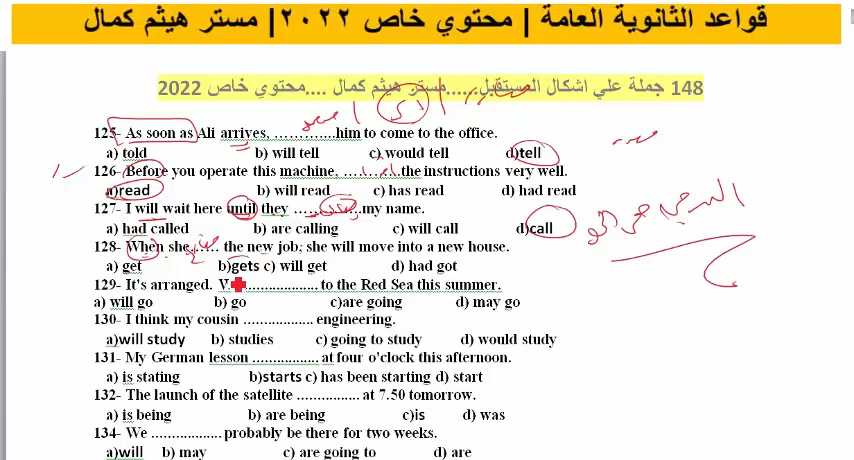 قواعد الثانوية العامة | محتوي خاص ٢٠٢٢| مستر هيثم كمال
148 جملة علي اشكال المستقبل......مستر هيثم كمال ....محتوي خاص 2022
125- As soon as Ali arrives, …………..him to come to the office.
a) told b) will tell c) would tell d)tell
126- Before you operate this machine, ……………the instructions very well.
a)read b) will read c) has read d) had read
127- I will wait here until they ……………my name.
a) had called b) are calling c) will call d)call
128- When she…….. the new job, she will move into a new house.
a) get b)gets c) will get d) had got
129- It's arranged. ……………….. to the Red Sea this summer.
a) will go b) go c)are going d) may go
130- I think my cousin .................. engineering.
a)will study b) studies c) going to study d) would study
131- My German lesson ................. at four o'clock this afternoon.
a) is stating b)starts c) has been starting d) start
132- The launch of the satellite ................ at 7.50 tomorrow.
a) is being b) are being c)is d) was
134- We .................. probably be there for two weeks.
a)will b) may c) are going to d) are